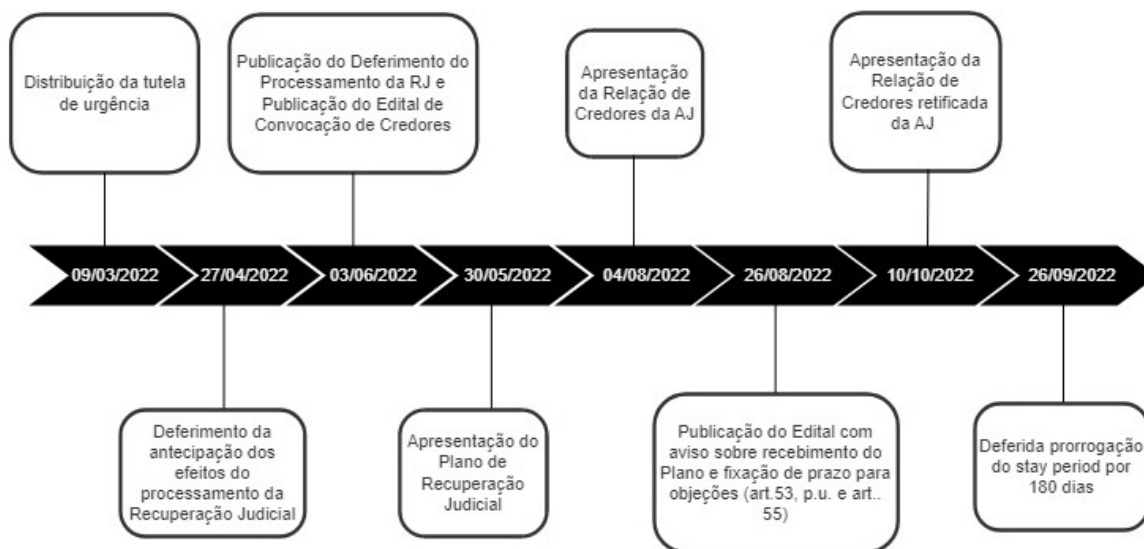 Distribuição da tutela
de urgência
Publicação do Deferimento do
Processamento da RJ e
Publicação do Edital de
Convocação de Credores
Apresentação
da Relação de
Credores da AJ
Apresentação da
Relação de
Credores retificada
da AJ
09/03/2022
27/04/2022
03/06/2022
30/05/2022
04/08/2022
26/08/2022
10/10/2022
26/09/2022
Deferimento da
antecipação dos
efeitos do
processamento da
Recuperação Judicial
Apresentação do
Plano de
Recuperação
Judicial
Publicação do Edital com
aviso sobre recebimento do
Plano e fixação de prazo para
objeções (art.53, p.u. e art..
55)
Deferida prorrogação
do stay period por
180 dias